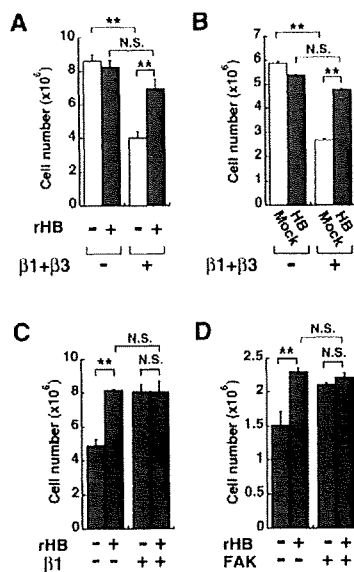 A
**
N.S.
**
Cell number (x10⁶)
10
8
6
4
2
0
rHB - + - +
β1+β3 - +
B
**
N.S.
**
Cell number (x10⁶)
7
6
5
4
3
2
1
0
Mock HB Mock HB
β1+β3 - +
C
N.S.
** N.S.
Cell number (x10⁶)
10
8
6
4
2
0
rHB - + - +
β1 - - + +
D
N.S.
** N.S.
Cell number (x10⁶)
2.5
2
1.5
1
0.5
0
rHB - + - +
FAK - - + +